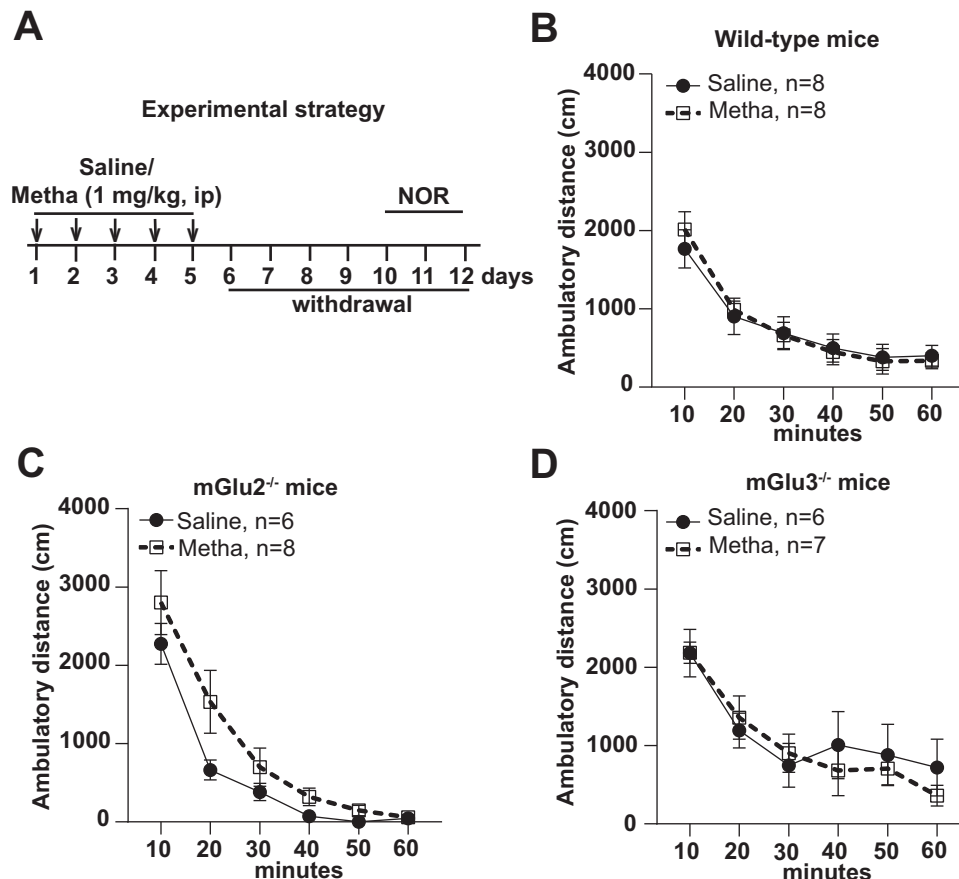 A
Experimental strategy
Saline/
Metha (1 mg/kg, ip)
NOR
1 2 3 4 5 6 7 8 9 10 11 12 days
withdrawal
B
Wild-type mice
Saline, n=8
Metha, n=8
Ambulatory distance (cm)
4000
3000
2000
1000
0
10 20 30 40 50 60
minutes
C
mGlu2-/- mice
Saline, n=6
Metha, n=8
Ambulatory distance (cm)
4000
3000
2000
1000
0
10 20 30 40 50 60
minutes
D
mGlu3-/- mice
Saline, n=6
Metha, n=7
Ambulatory distance (cm)
4000
3000
2000
1000
0
10 20 30 40 50 60
minutes